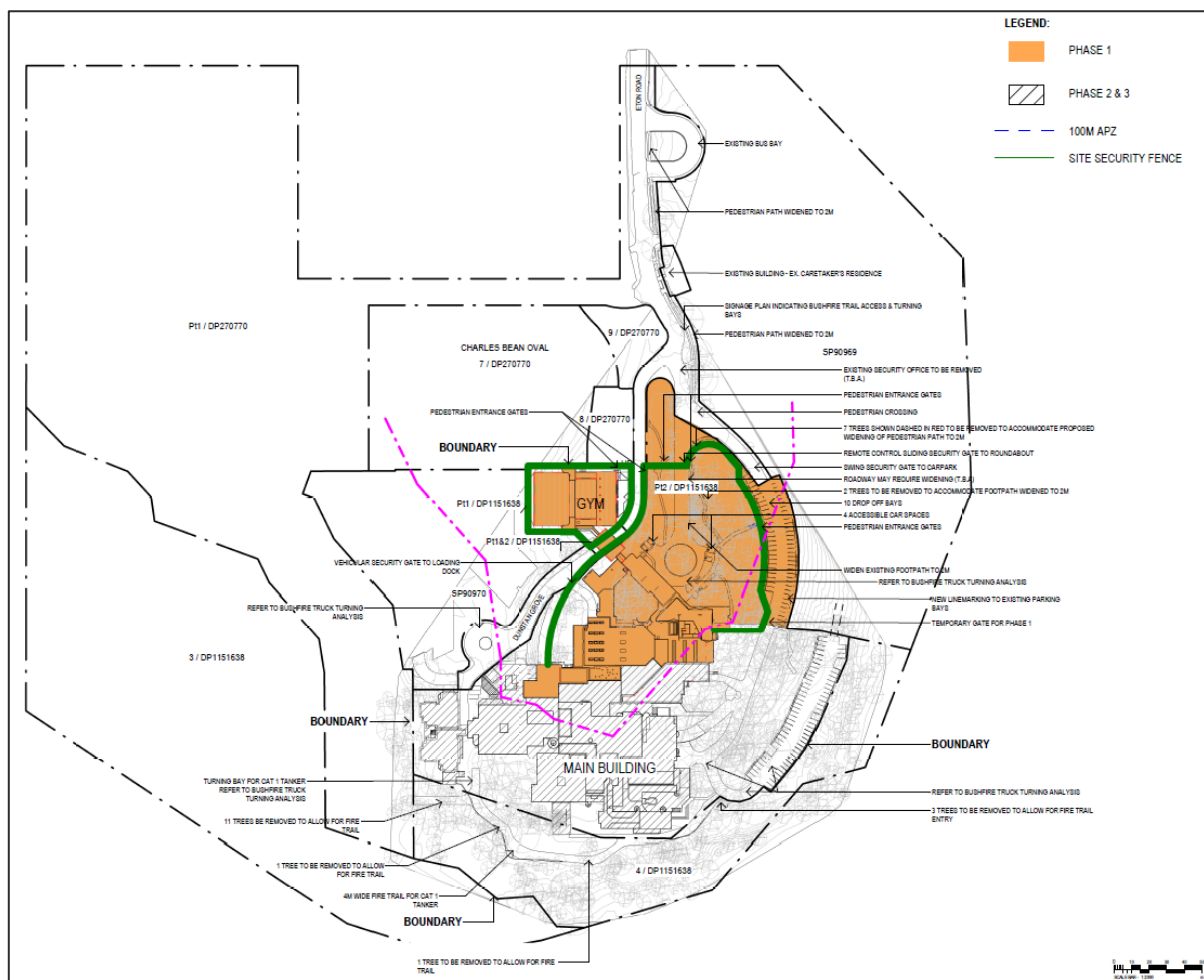 LEGEND:
PHASE 1
PHASE 2 & 3
100M APZ
SITE SECURITY FENCE
ETON ROAD
EXISTING BUS BAY
PEDESTRIAN PATH WIDENED TO 2M
EXISTING BUILDING - EX. CARETAKER'S RESIDENCE
SIGNAGE PLAN INDICATING BUSHFIRE TRAIL ACCESS & TURNING
BAYS
PEDESTRIAN PATH WIDENED TO 2M
SP90969
EXISTING SECURITY OFFICE TO BE REMOVED
(T.B.A.)
PEDESTRIAN ENTRANCE GATES
PEDESTRIAN CROSSING
7 TREES SHOWN DASHED IN RED TO BE REMOVED TO ACCOMMODATE PROPOSED
WIDENING OF PEDESTRIAN PATH TO 2M
REMOTE CONTROL SLIDING SECURITY GATE TO ROUNDABOUT
SWING SECURITY GATE TO CARPARK
ROADWAY MAY REQUIRE WIDENING (T.B.A)
2 TREES TO BE REMOVED TO ACCOMMODATE FOOTPATH WIDENED TO 2M
10 DROP OFF BAYS
4 ACCESSIBLE CAR SPACES
PEDESTRIAN ENTRANCE GATES
WIDEN EXISTING FOOTPATH TO 2M
REFER TO BUSHFIRE TRUCK TURNING ANALYSIS
NEW LINEMARKING TO EXISTING PARKING
BAYS
TEMPORARY GATE FOR PHASE 1
BOUNDARY
REFER TO BUSHFIRE TRUCK TURNING ANALYSIS
3 TREES TO BE REMOVED TO ALLOW FOR FIRE TRAIL
ENTRY
Pt1 / DP270770
CHARLES BEAN OVAL
7 / DP270770
9 / DP270770
8 / DP270770
PEDESTRIAN ENTRANCE GATES
BOUNDARY
Pt1 / DP1151638
GYM
Pt2 / DP1151638
Pt1&2 / DP1151638
VEHICULAR SECURITY GATE TO LOADING
DOCK
SP90970
DUNSTAN GROVE
REFER TO BUSHFIRE TRUCK TURNING
ANALYSIS
3 / DP1151638
BOUNDARY
MAIN BUILDING
TURNING BAY FOR CAT 1 TANKER
REFER TO BUSHFIRE TRUCK
TURNING ANALYSIS
11 TREES BE REMOVED TO ALLOW FOR FIRE
TRAIL
1 TREE TO BE REMOVED TO ALLOW
FOR FIRE TRAIL
4M WIDE FIRE TRAIL FOR CAT 1
TANKER
BOUNDARY
4 / DP1151638
1 TREE TO BE REMOVED TO ALLOW FOR FIRE
TRAIL